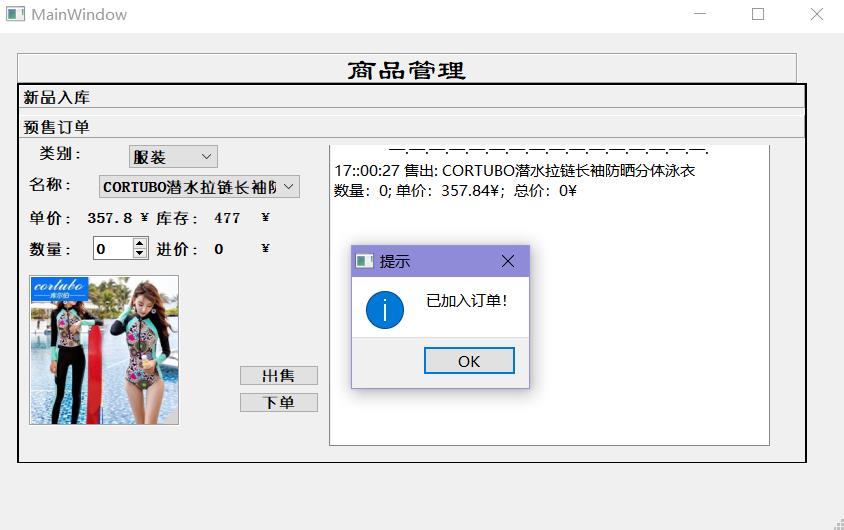 MainWindow
商品管理
新品入库
预售订单
类别：
服装
名称：
CORTUBO潜水拉链长袖防
单价： 357.8 ¥ 库存： 477 ¥
数量： 0 进价： 0 ¥
cortubo
库尔伯
出售
下单
—.—.—.—.—.—.—.—.—.—.—.—.—.—.—.—.
17::00:27 售出: CORTUBO潜水拉链长袖防晒分体泳衣
数量：0; 单价：357.84¥；总价：0¥
提示
已加入订单！
OK